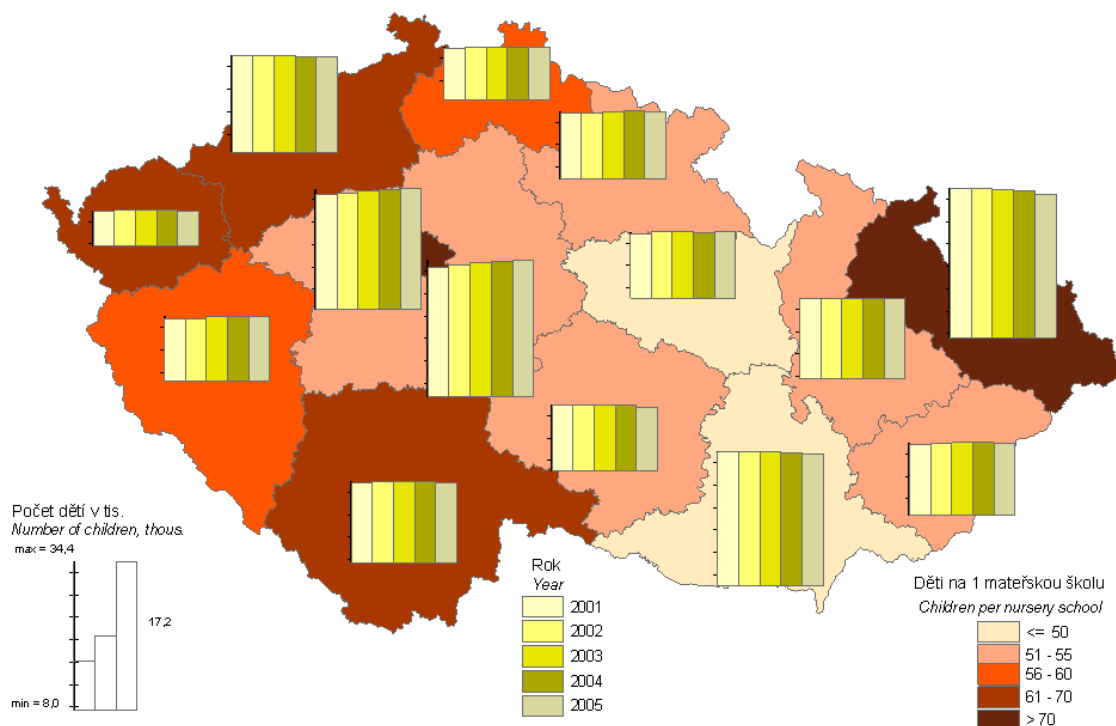 Počet dětí v tis.
Number of children, thous.
max = 34,4
17,2
min = 8,0
Rok
Year
2001
2002
2003
2004
2005
Děti na 1 mateřskou školu
Children per nursery school
<= 50
51 - 55
56 - 60
61 - 70
> 70